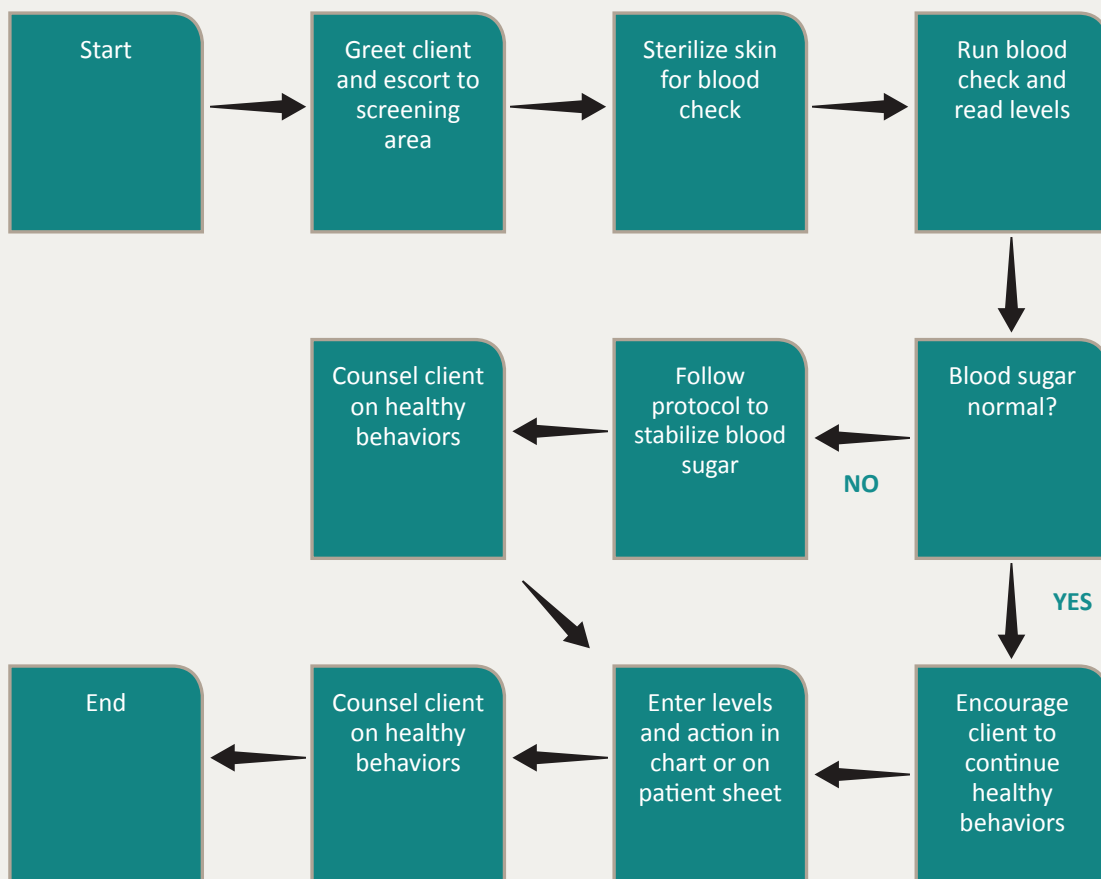 Start
Greet client
and escort to
screening
area
Sterilize skin
for blood
check
Run blood
check and
read levels
Counsel client
on healthy
behaviors
Follow
protocol to
stabilize blood
sugar
NO
Blood sugar
normal?
YES
End
Counsel client
on healthy
behaviors
Enter levels
and action in
chart or on
patient sheet
Encourage
client to
continue
healthy
behaviors